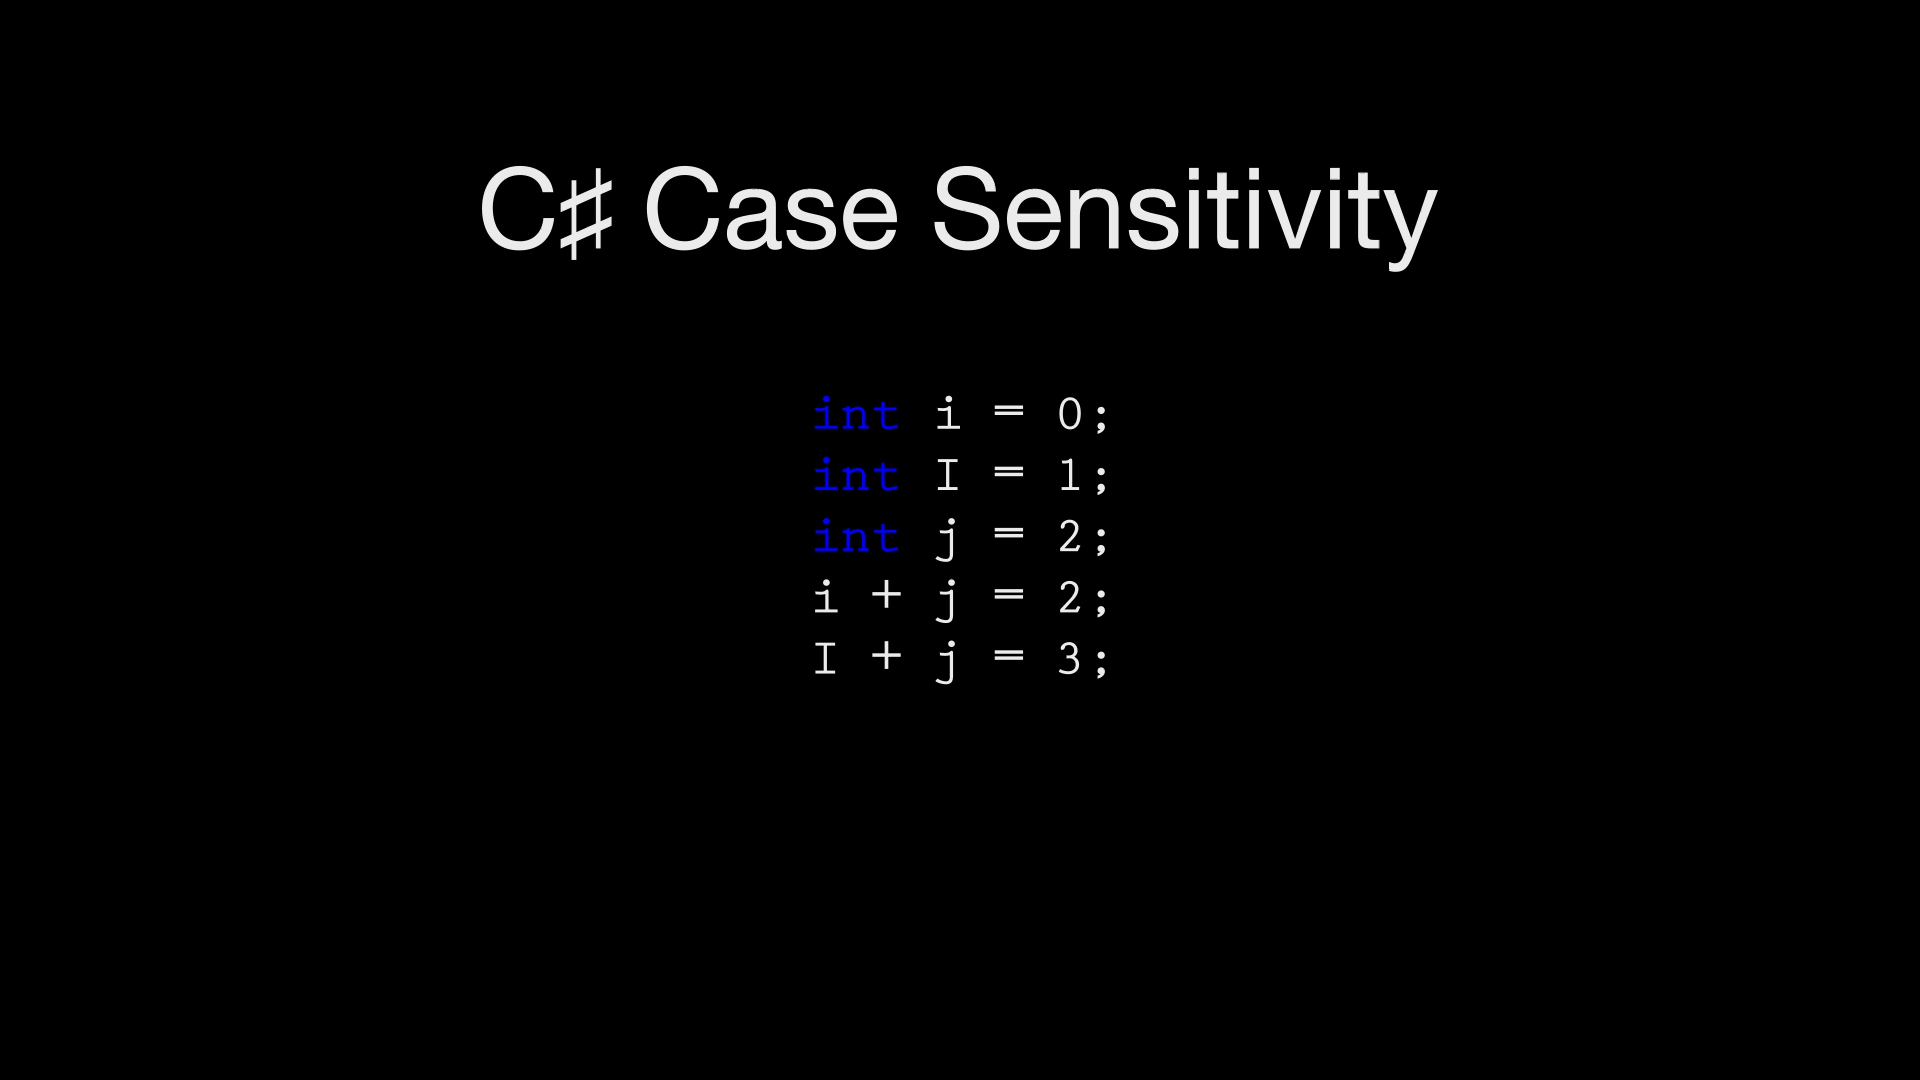 C♯ Case Sensitivity
int i = 0;
int I = 1;
int j = 2;
i + j = 2;
I + j = 3;